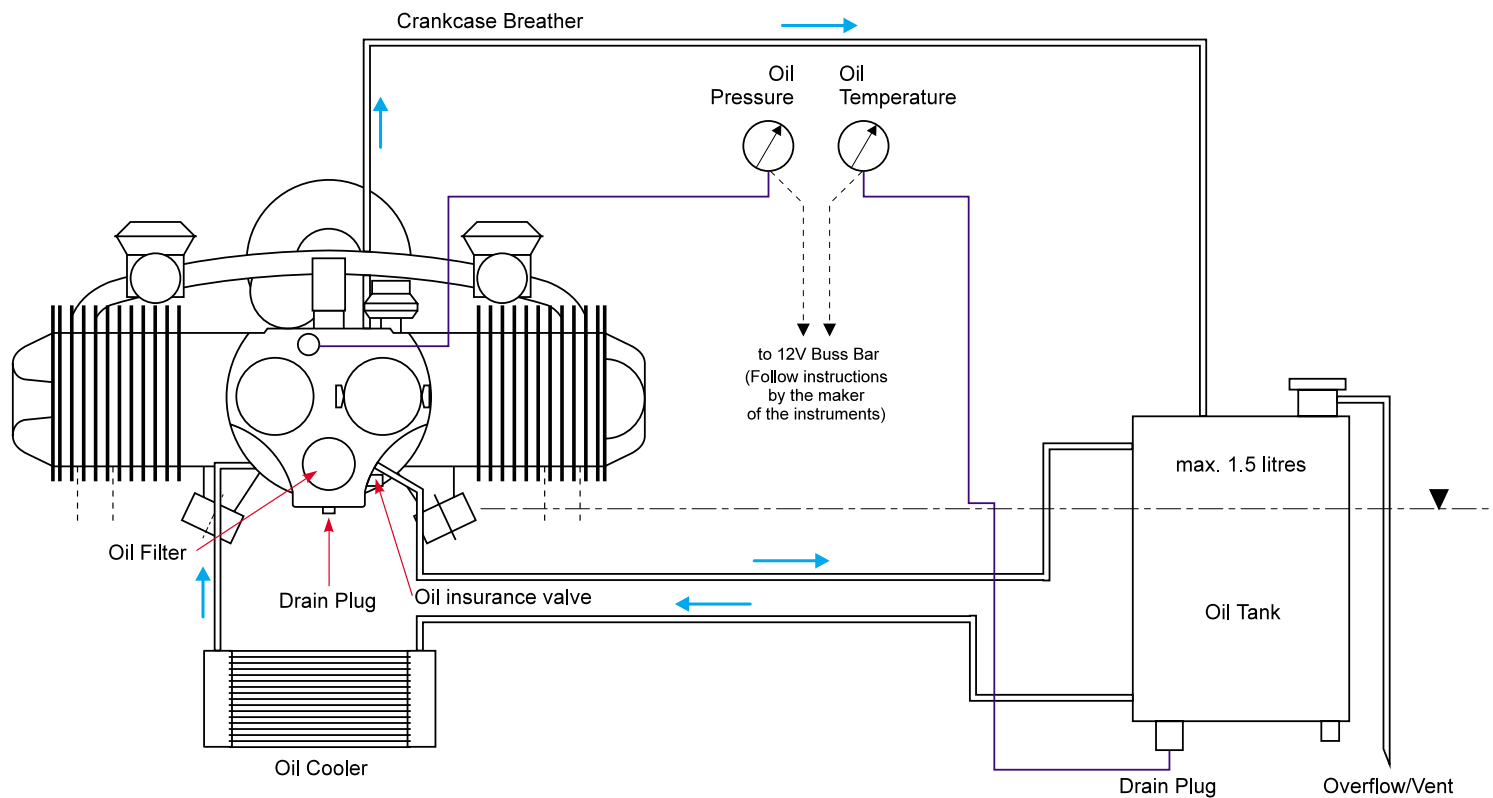 Crankcase Breather
Oil
Pressure
Oil
Temperature
to 12V Buss Bar
(Follow instructions
by the maker
of the instruments)
max. 1.5 litres
Oil Filter
Drain Plug
Oil insurance valve
Oil Tank
Oil Cooler
Drain Plug
Overflow/Vent